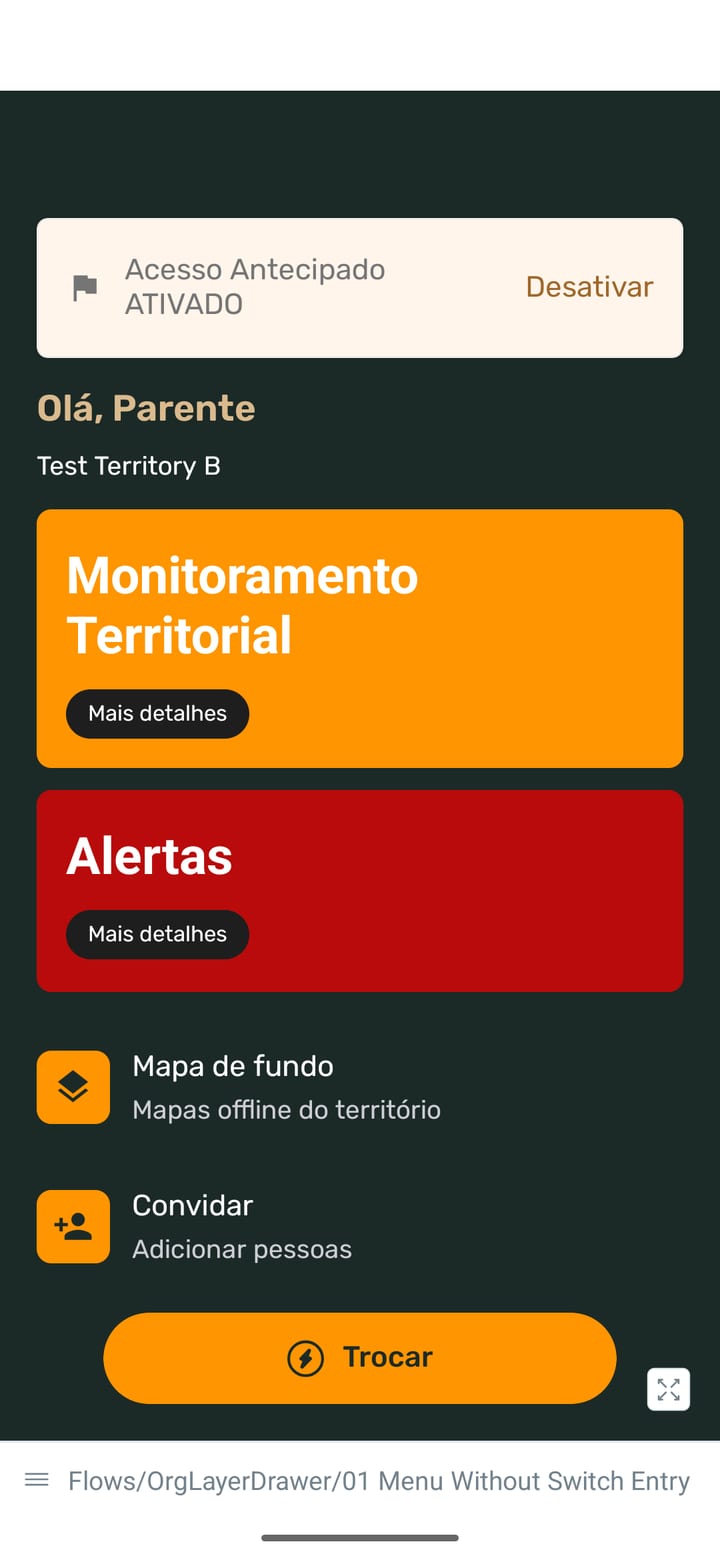 Acesso Antecipado
ATIVADO
Desativar
Olá, Parente
Test Territory B
Monitoramento
Territorial
Mais detalhes
Alertas
Mais detalhes
Mapa de fundo
Mapas offline do território
Convidar
Adicionar pessoas
Trocar
Flows/OrgLayerDrawer/01 Menu Without Switch Entry